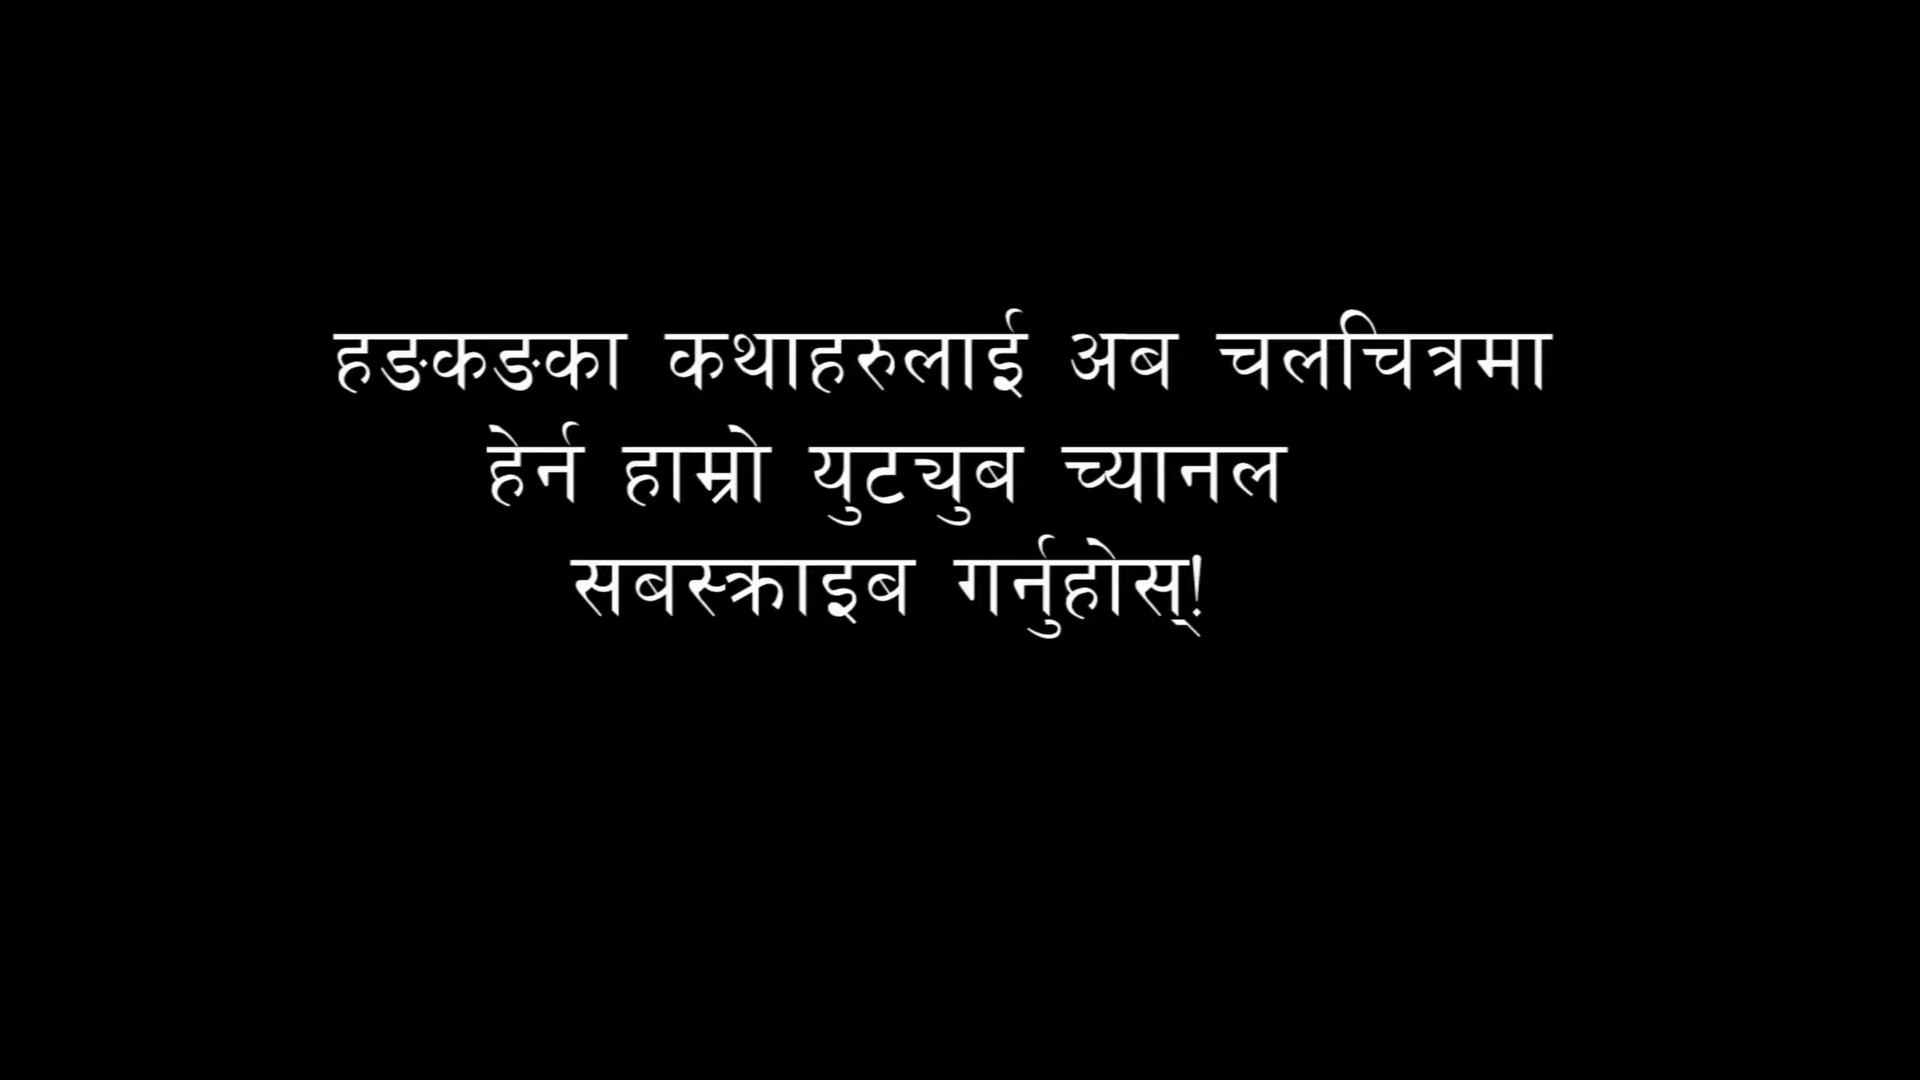 हङकङका कथाहरुलाई अब चलचित्रमा
हेर्न हाम्रो युटच्युब च्यानल
सबस्क्राइब गर्नुहोस्!